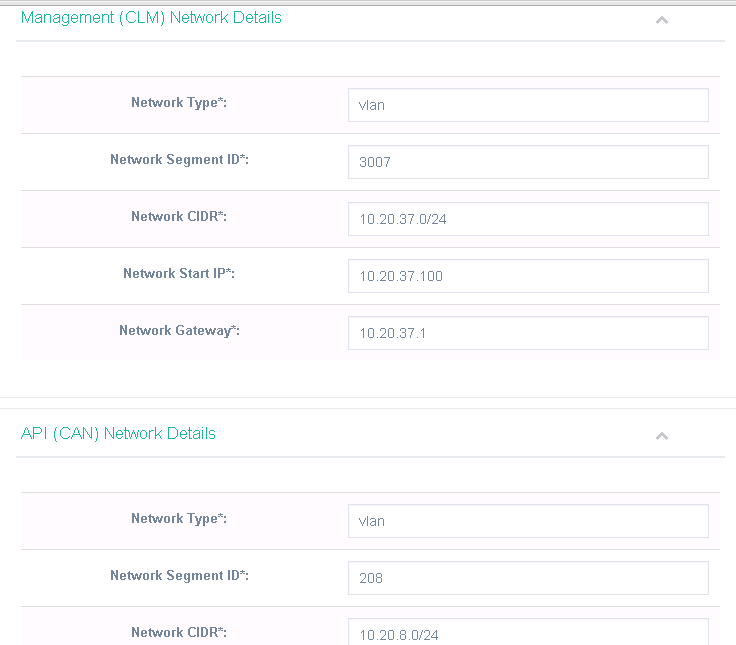 Management (CLM) Network Details
Network Type*: vlan
Network Segment ID*: 3007
Network CIDR*: 10.20.37.0/24
Network Start IP*: 10.20.37.100
Network Gateway*: 10.20.37.1
API (CAN) Network Details
Network Type*: vlan
Network Segment ID*: 208
Network CIDR*: 10.20.8.0/24